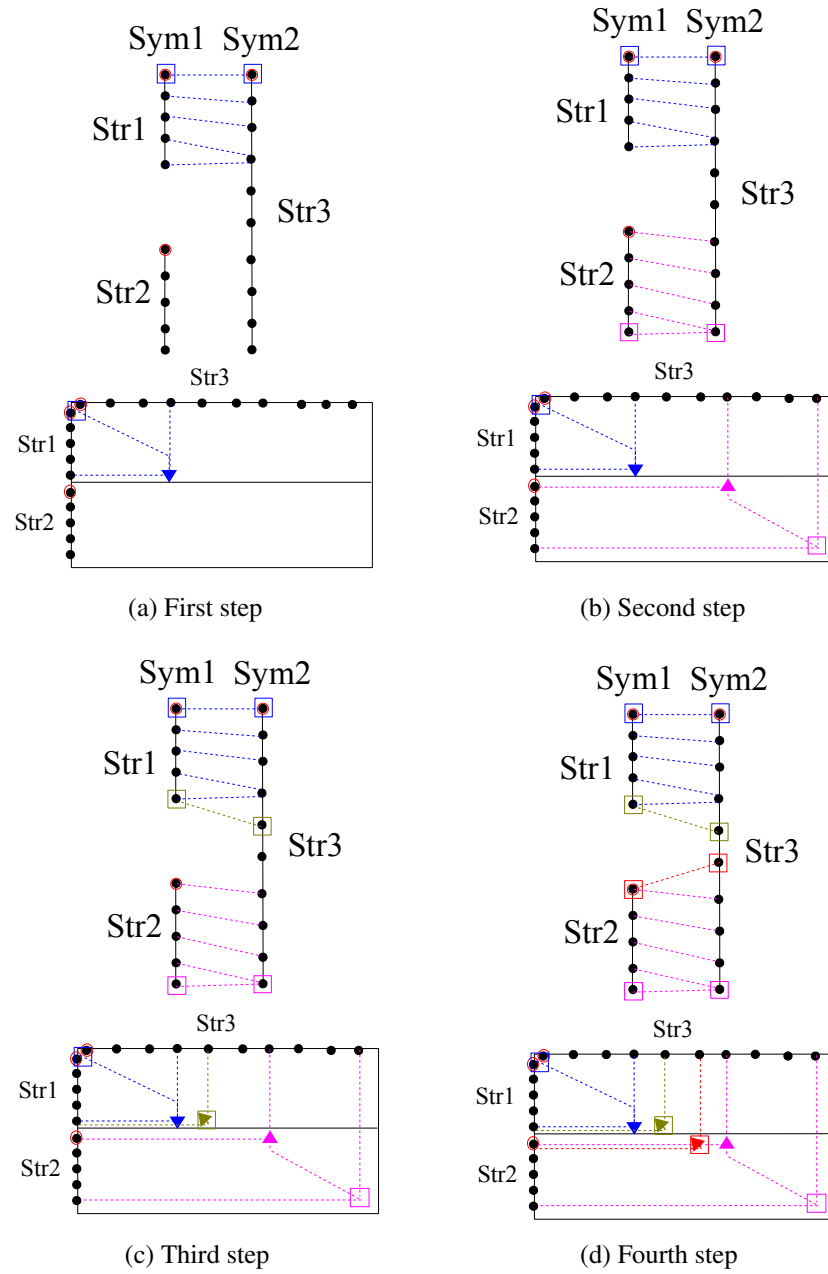 Sym1 Sym2
Str1
Str3
Str2
Str3
Str1
Str2
(a) First step
Sym1 Sym2
Str1
Str3
Str2
Str3
Str1
Str2
(b) Second step
Sym1 Sym2
Str1
Str3
Str2
Str3
Str1
Str2
(c) Third step
Sym1 Sym2
Str1
Str3
Str2
Str3
Str1
Str2
(d) Fourth step